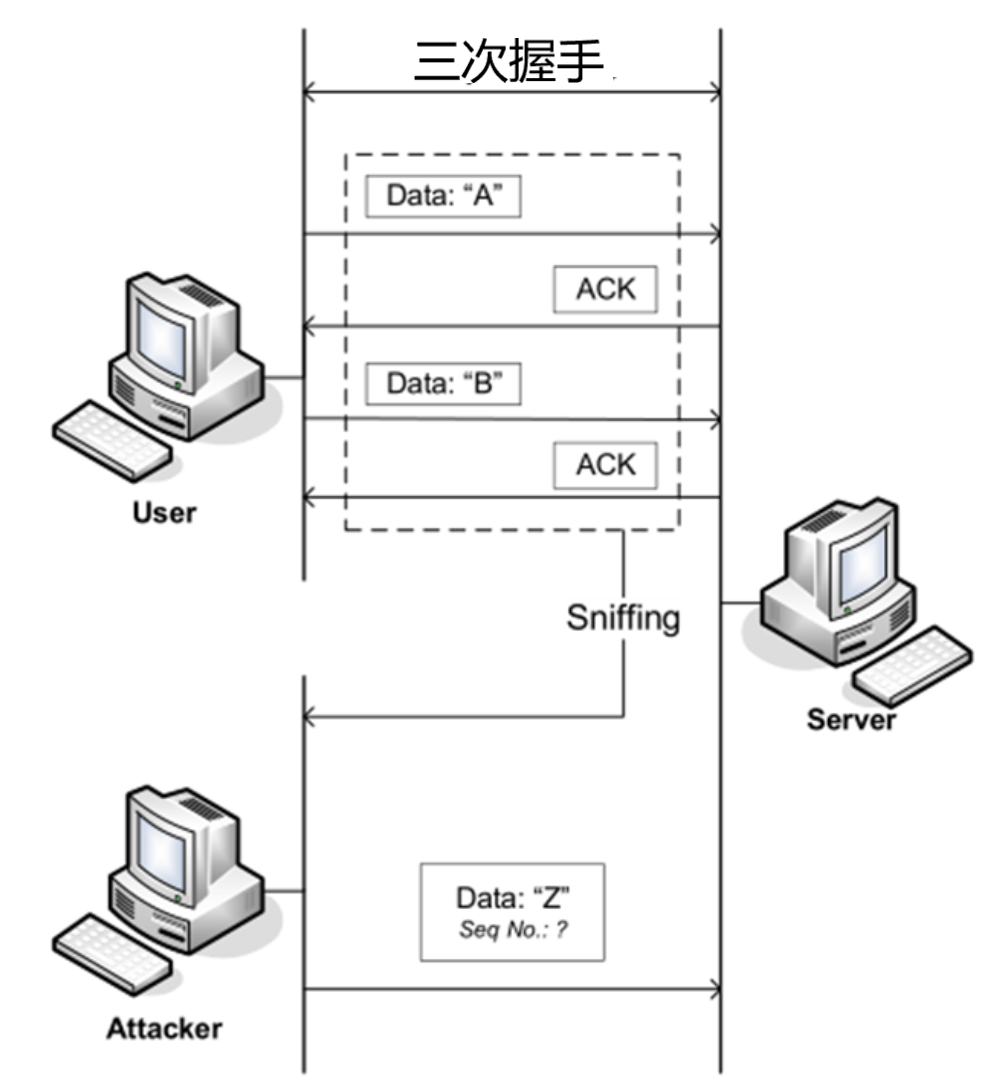 三次握手
Data: “A”
ACK
Data: “B”
ACK
User
Sniffing
Server
Data: “Z”
Seq No.: ?
Attacker